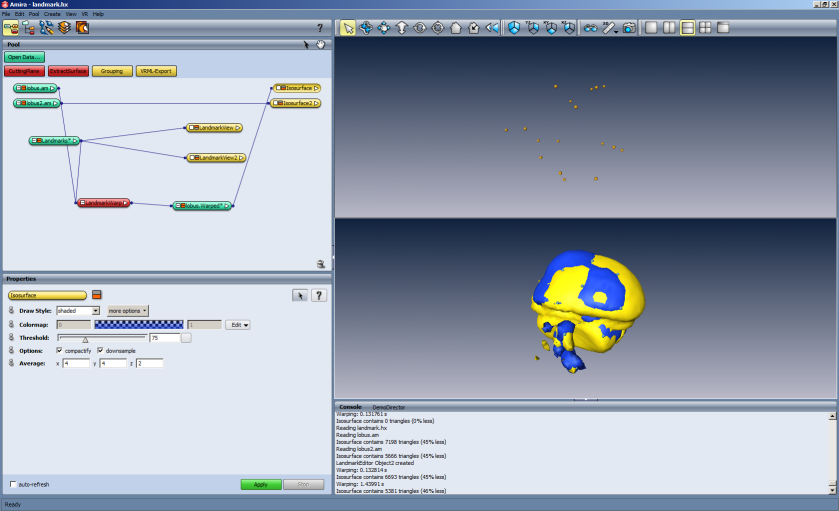 Amira - landmark.hx
File Edit Pool Create View VR Help
Pool
Open Data...
CuttingPlane ExtractSurface Grouping VRML-Export
lobus.am
Isosurface
lobus2.am
Isosurface2
LandmarkView
Landmarks*
LandmarkView2
LandmarkWarp
lobus.Warped*
Properties
Isosurface
Draw Style: shaded more options
Colormap: 0 1 Edit
Threshold: 75
Options: compactify downsample
Average: x 4 y 4 z 2
auto-refresh Apply Stop
Console DemoDirector
Warping: 0.131761 s
Isosurface contains 0 triangles (0% less)
Reading landmark.hx
Reading lobus.am
Isosurface contains 7198 triangles (45% less)
Reading lobus2.am
Isosurface contains 5666 triangles (45% less)
LandmarkEditor Object2 created
Warping: 0.132814 s
Isosurface contains 6693 triangles (45% less)
Warping: 1.43991 s
Isosurface contains 5381 triangles (46% less)
Ready